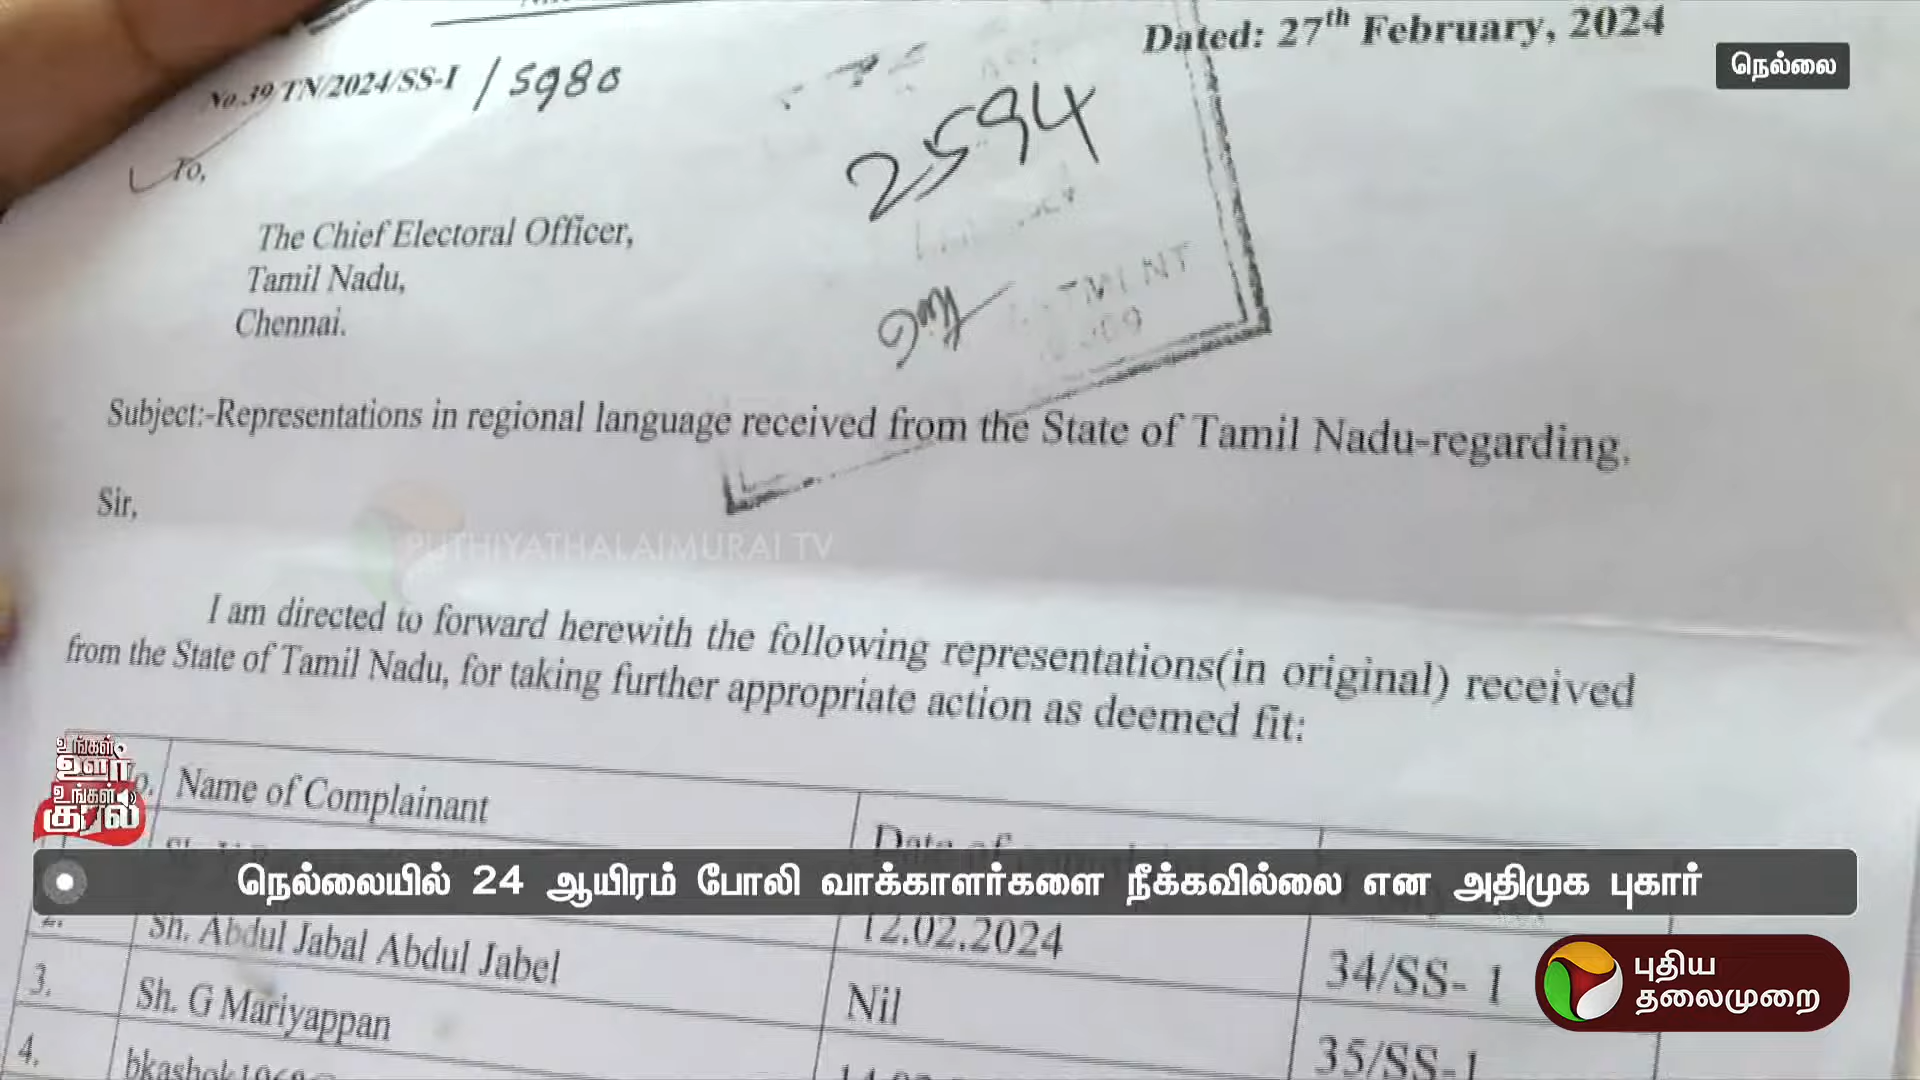 Dated: 27th February, 2024
நெல்லை
No.39/TN/2024/SS-I / 5980
2594
To,
The Chief Electoral Officer,
Tamil Nadu,
Chennai.
Subject:-Representations in regional language received from the State of Tamil Nadu-regarding.
Sir,
PUTHIYATHALAIMURAI TV
I am directed to forward herewith the following representations(in original) received
from the State of Tamil Nadu, for taking further appropriate action as deemed fit:
உங்கள்
ஊர்
உங்கள்
குரல்
Name of Complainant
Date of
நெல்லையில் 24 ஆயிரம் போலி வாக்காளர்களை நீக்கவில்லை என அதிமுக புகார்
2. Sh. Abdul Jabal Abdul Jabel 12.02.2024 34/SS- 1
3. Sh. G Mariyappan Nil 35/SS-1
4.
புதிய
தலைமுறை